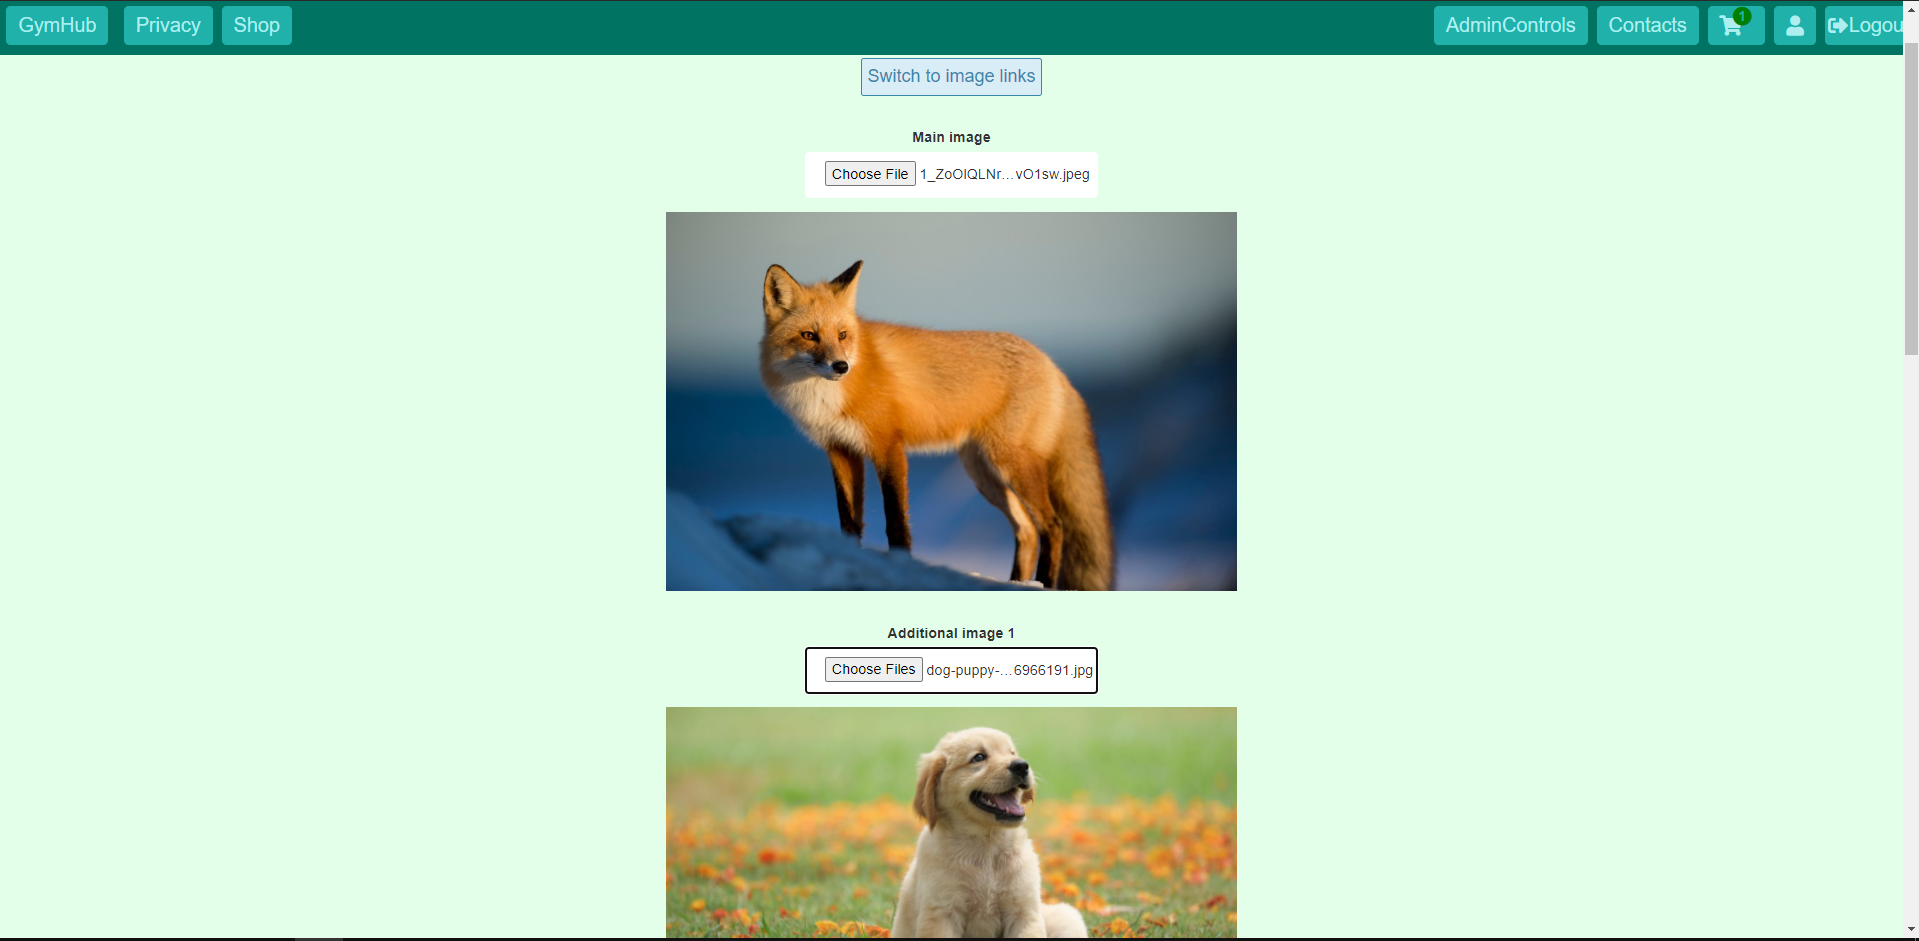 GymHub Privacy Shop AdminControls Contacts 1 Logou
Switch to image links
Main image
Choose File 1_ZoOIQLNr...vO1sw.jpeg
Additional image 1
Choose Files dog-puppy-...6966191.jpg